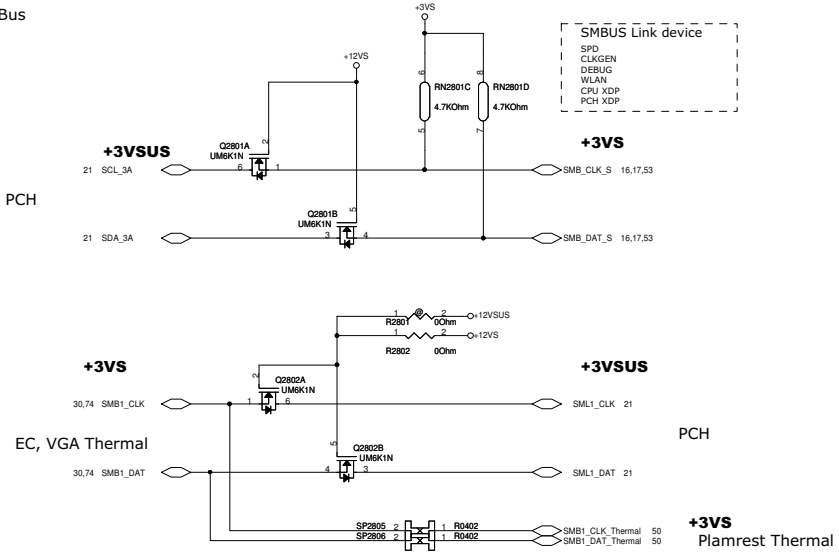 Bus
+3VS
SMBUS Link device
SPD
CLKGEN
DEBUG
WLAN
CPU XDP
PCH XDP
+12VS
6
8
RN2801C
RN2801D
4.7KOhm
4.7KOhm
5
7
+3VSUS
Q2801A
UM6K1N
2
+3VS
21 SCL_3A
6
1
SMB_CLK_S 16,17,53
PCH
Q2801B
UM6K1N
5
21 SDA_3A
3
4
SMB_DAT_S 16,17,53
1
@
2
+12VSUS
R2801
0Ohm
1
2
+12VS
R2802
0Ohm
+3VS
+3VSUS
2
Q2802A
UM6K1N
30,74 SMB1_CLK
1
6
SML1_CLK 21
EC, VGA Thermal
PCH
5
Q2802B
UM6K1N
30,74 SMB1_DAT
4
3
SML1_DAT 21
SP2805 2
1 R0402
SMB1_CLK_Thermal 50
+3VS
SP2806 2
1 R0402
SMB1_DAT_Thermal 50
Plamrest Thermal